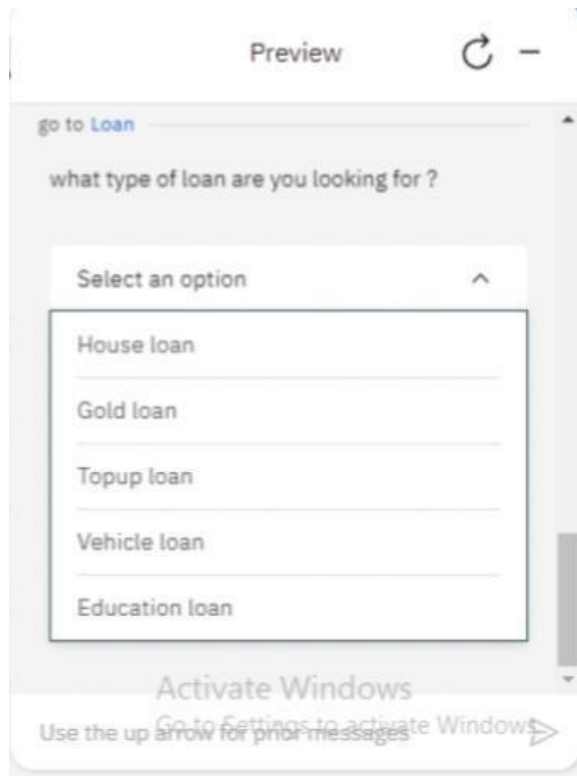 Preview
go to Loan
what type of loan are you looking for ?
Select an option
House loan
Gold loan
Topup loan
Vehicle loan
Education loan
Activate Windows
Go to Settings to activate Windows
Use the up arrow for prior messages